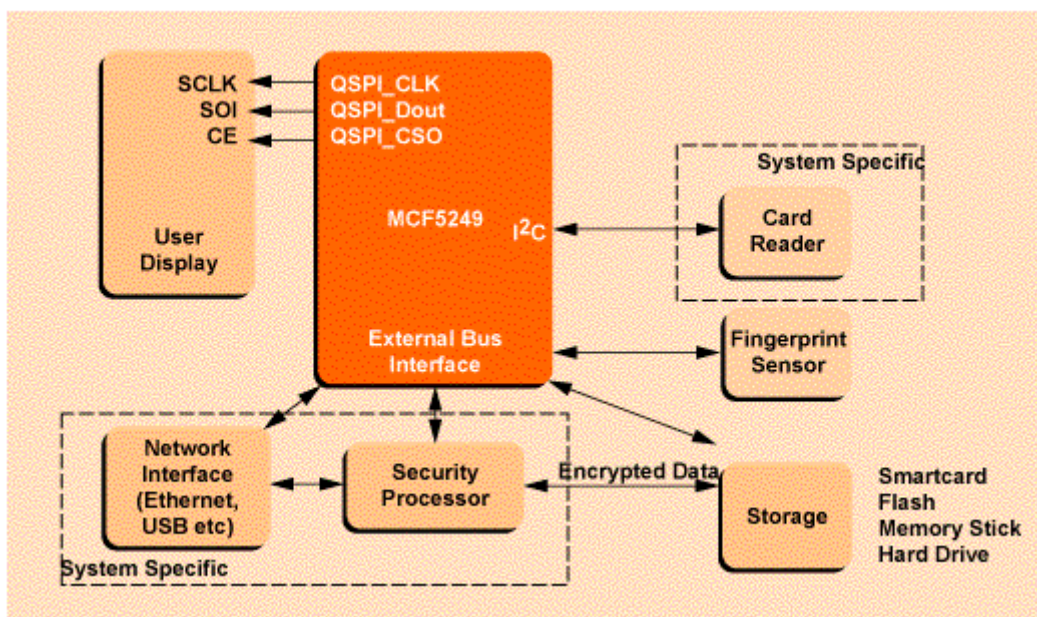 SCLK
SOI
CE
User
Display
QSPI_CLK
QSPI_Dout
QSPI_CSO
MCF5249
I²C
External Bus
Interface
System Specific
Card
Reader
Fingerprint
Sensor
Network
Interface
(Ethernet,
USB etc)
Security
Processor
System Specific
Encrypted Data
Storage
Smartcard
Flash
Memory Stick
Hard Drive